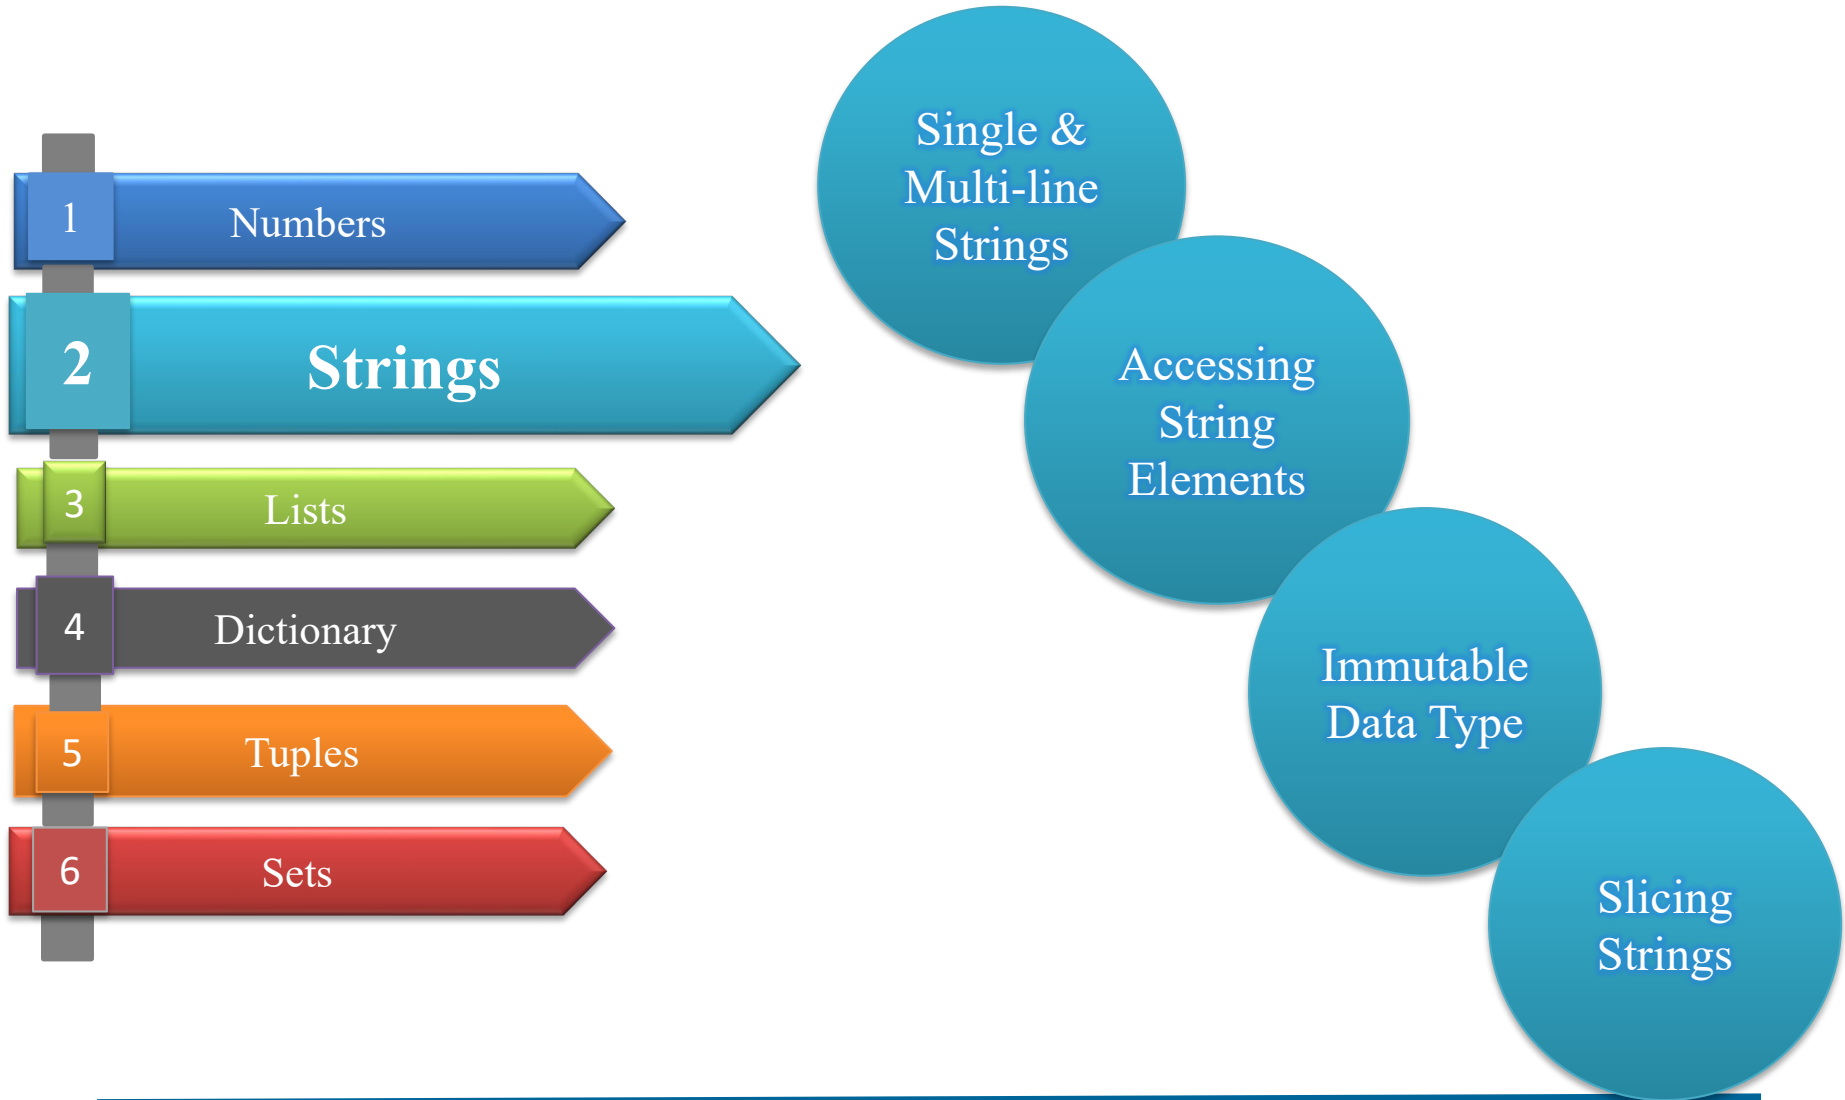 1
Numbers
2
Strings
3
Lists
4
Dictionary
5
Tuples
6
Sets
Single &
Multi-line
Strings
Accessing
String
Elements
Immutable
Data Type
Slicing
Strings